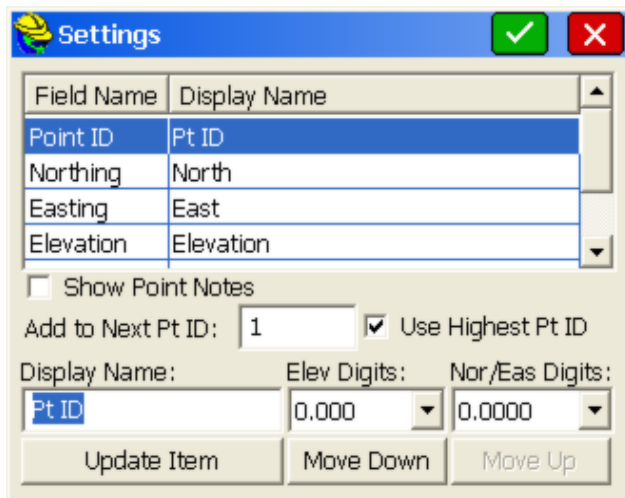 Settings
Field Name Display Name
Point ID Pt ID
Northing North
Easting East
Elevation Elevation
Show Point Notes
Add to Next Pt ID: 1 Use Highest Pt ID
Display Name: Elev Digits: Nor/Eas Digits:
Pt ID 0.000 0.0000
Update Item Move Down Move Up